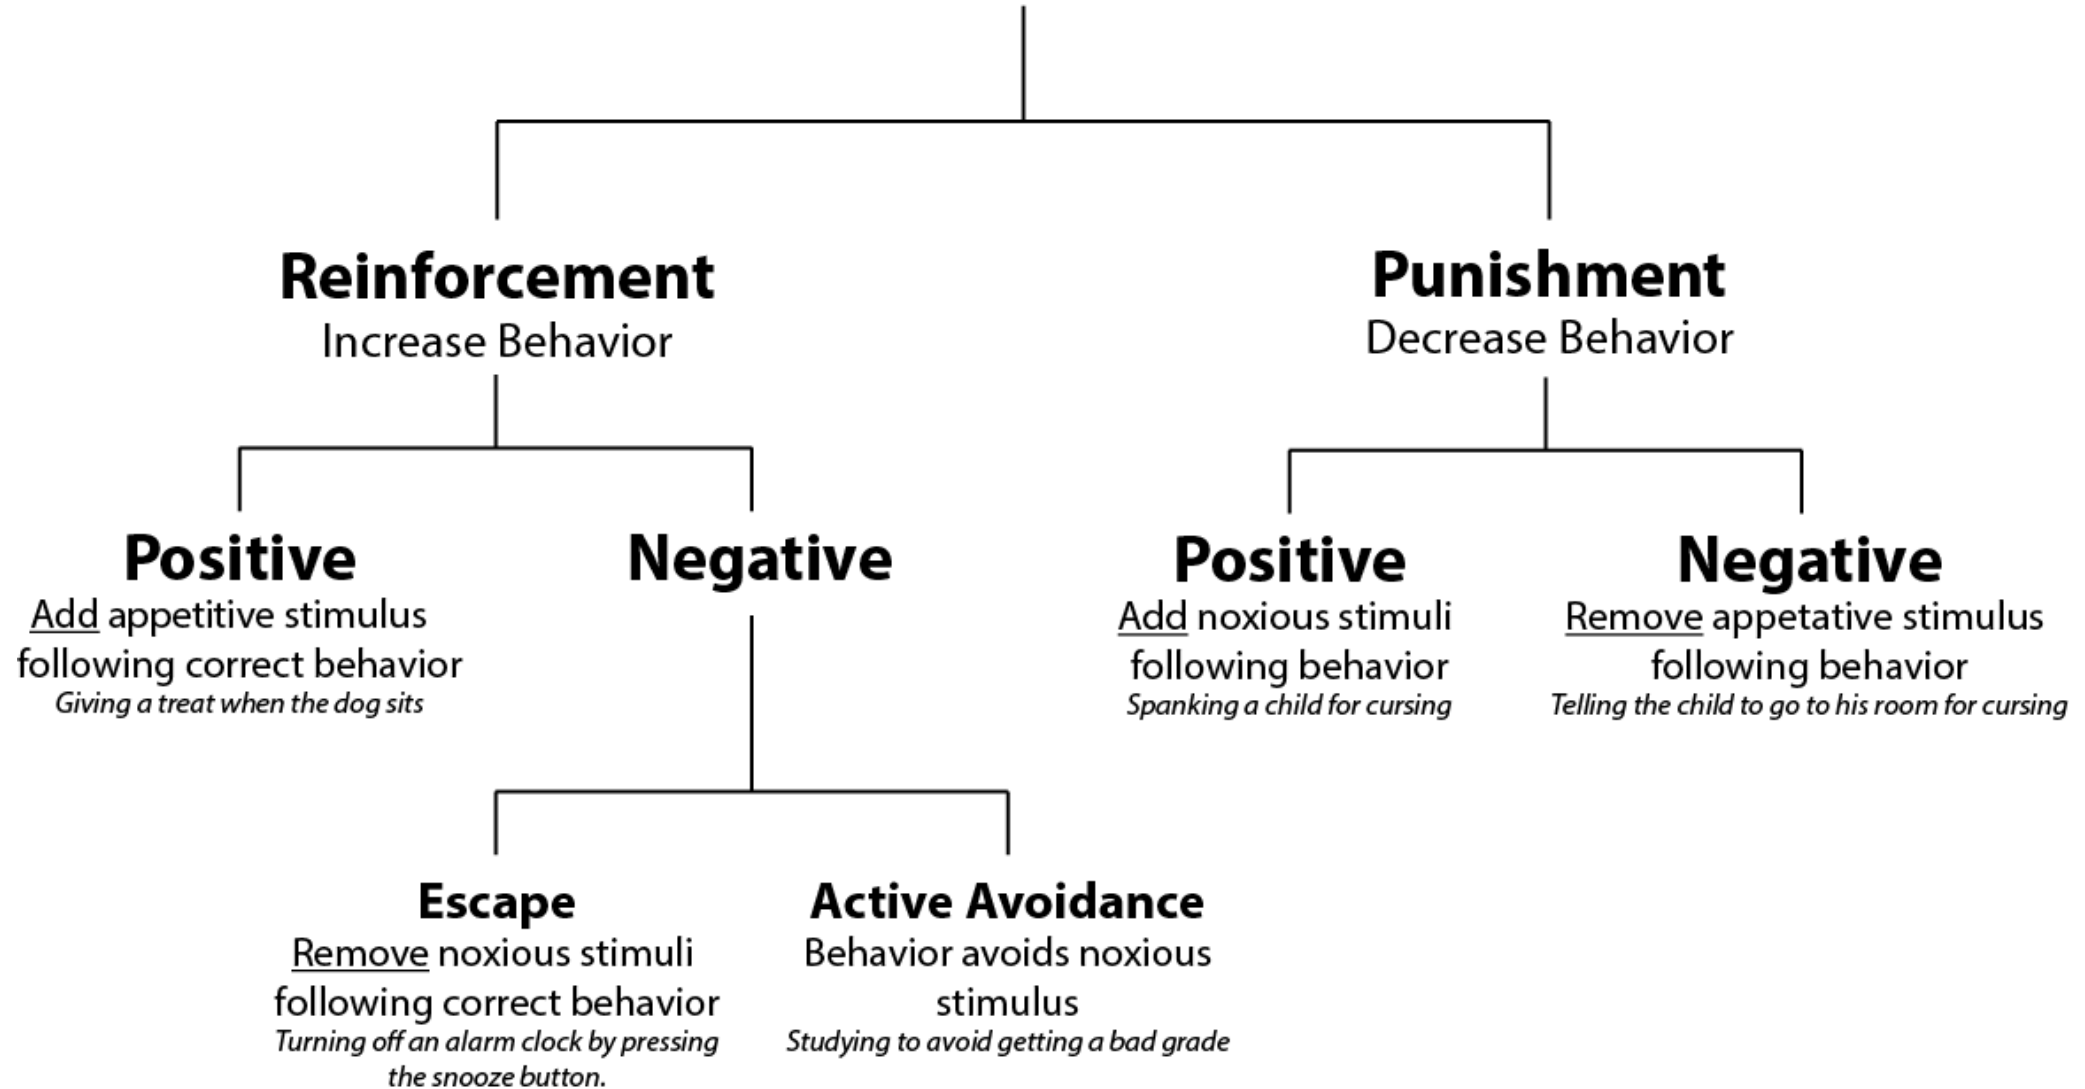 Reinforcement
Increase Behavior
Punishment
Decrease Behavior
Positive
Add appetitive stimulus
following correct behavior
Giving a treat when the dog sits
Negative
Positive
Add noxious stimuli
following behavior
Spanking a child for cursing
Negative
Remove appetative stimulus
following behavior
Telling the child to go to his room for cursing
Escape
Remove noxious stimuli
following correct behavior
Turning off an alarm clock by pressing
the snooze button.
Active Avoidance
Behavior avoids noxious
stimulus
Studying to avoid getting a bad grade